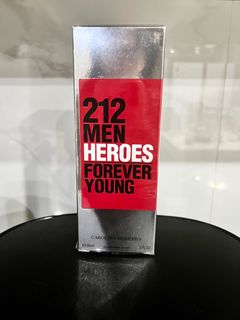 212
MEN
HEROES
FOREVER
YOUNG
CAROLINA HERRERA